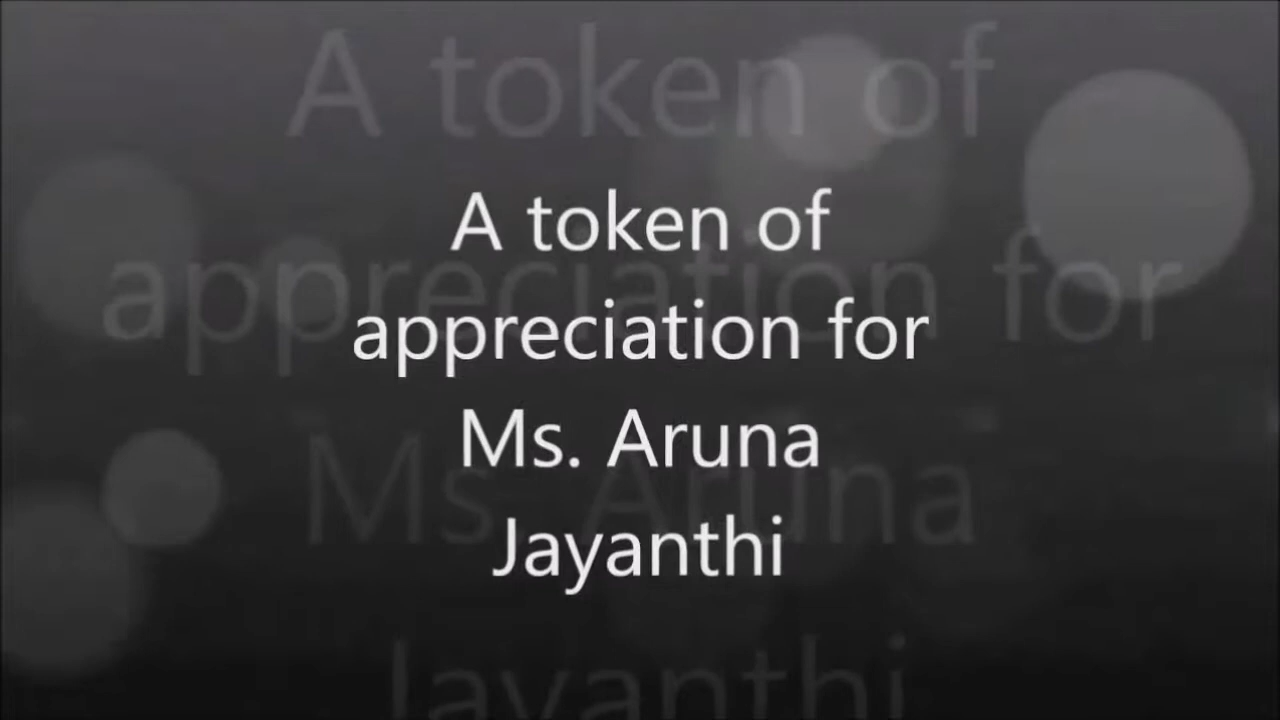 A token of
appreciation for
Ms. Aruna
Jayanthi